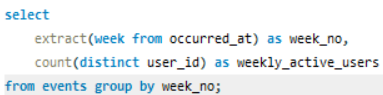 select
    extract(week from occurred_at) as week_no,
    count(distinct user_id) as weekly_active_users
from events group by week_no;